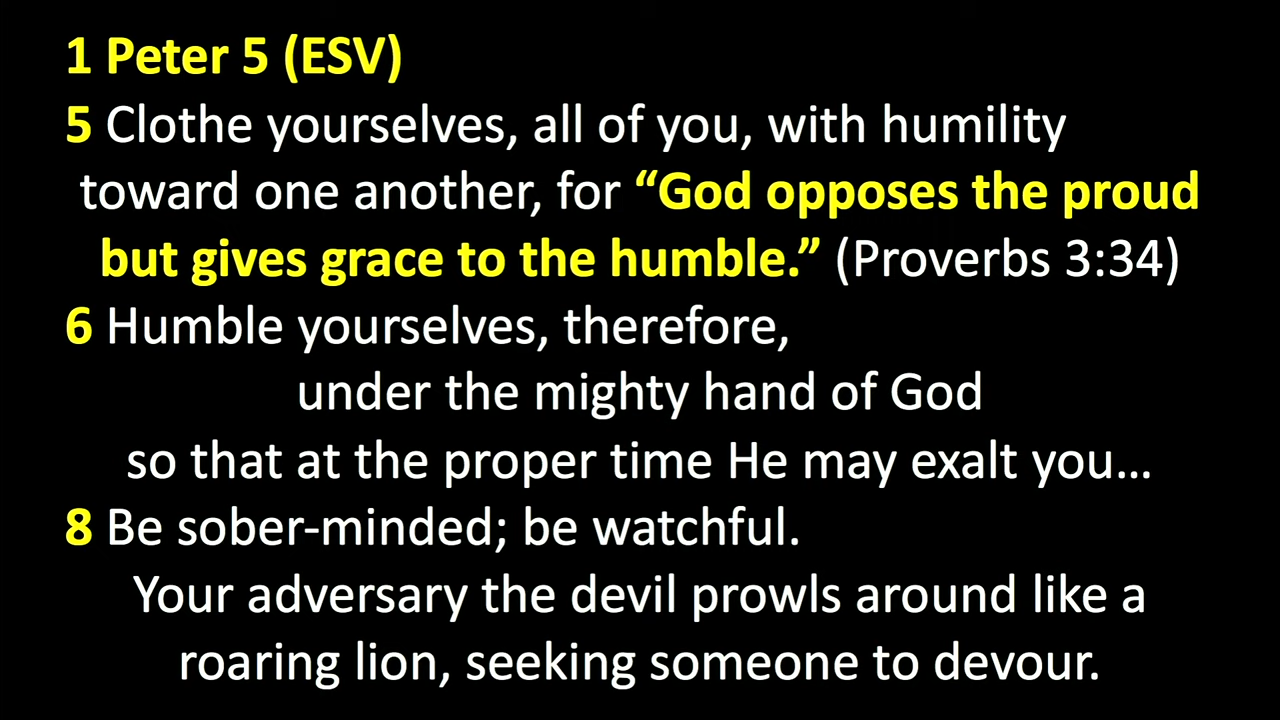 1 Peter 5 (ESV)
5 Clothe yourselves, all of you, with humility
toward one another, for “God opposes the proud
but gives grace to the humble.” (Proverbs 3:34)
6 Humble yourselves, therefore,
under the mighty hand of God
so that at the proper time He may exalt you…
8 Be sober-minded; be watchful.
Your adversary the devil prowls around like a
roaring lion, seeking someone to devour.